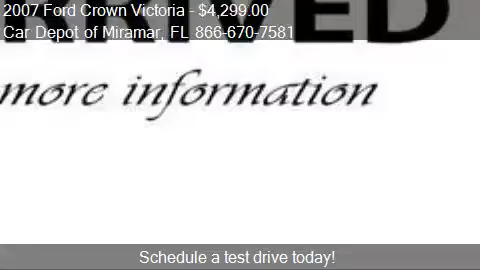 2007 Ford Crown Victoria - $4,299.00
Car Depot of Miramar, FL 866-670-7581
more information
Schedule a test drive today!